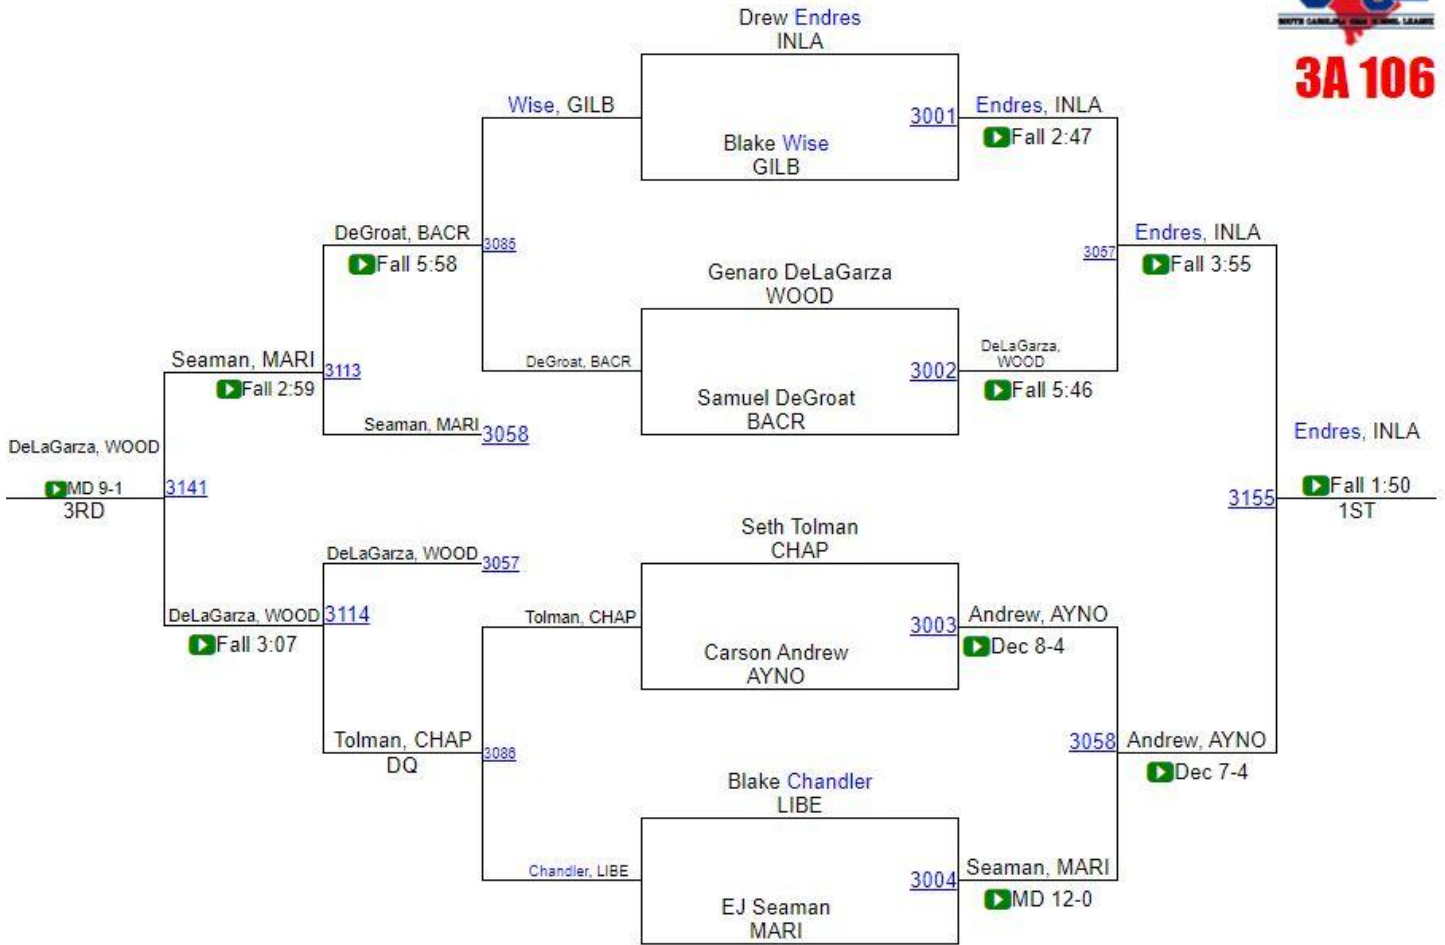 SOUTH CAROLINA HIGH SCHOOL LEAGUE
3A 106
Drew Endres
INLA
Wise, GILB
3001
Endres, INLA
Fall 2:47
Blake Wise
GILB
DeGroat, BACR
3085
Fall 5:58
Endres, INLA
3057
Fall 3:55
Genaro DeLaGarza
WOOD
DeGroat, BACR
3002
DeLaGarza,
WOOD
Fall 5:46
Samuel DeGroat
BACR
Seaman, MARI
3113
Fall 2:59
Seaman, MARI
3058
DeLaGarza, WOOD
MD 9-1
3141
3RD
Endres, INLA
3155
Fall 1:50
1ST
Seth Tolman
CHAP
DeLaGarza, WOOD
3057
DeLaGarza, WOOD
3114
Fall 3:07
Tolman, CHAP
3003
Andrew, AYNO
Dec 8-4
Carson Andrew
AYNO
Tolman, CHAP
3086
DQ
3058
Andrew, AYNO
Dec 7-4
Blake Chandler
LIBE
Chandler, LIBE
3004
Seaman, MARI
MD 12-0
EJ Seaman
MARI